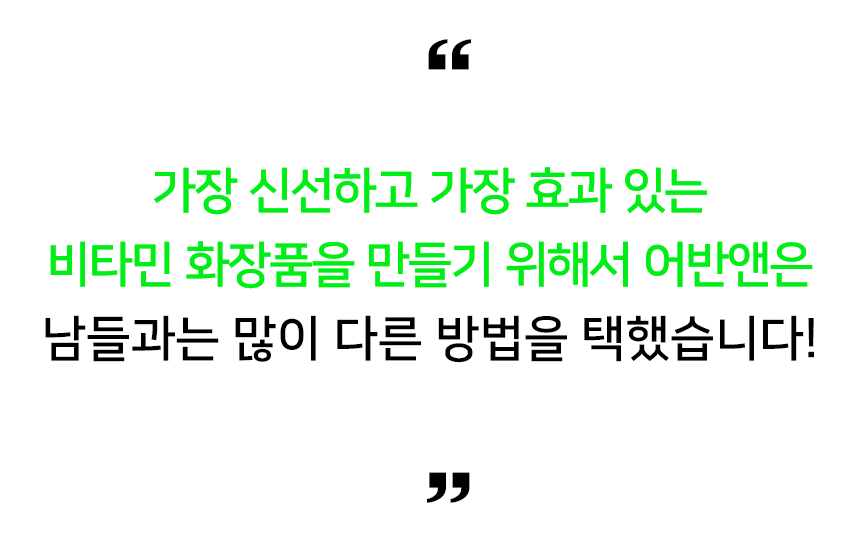 “
가장 신선하고 가장 효과 있는
비타민 화장품을 만들기 위해서 어반앤은
남들과는 많이 다른 방법을 택했습니다!
”